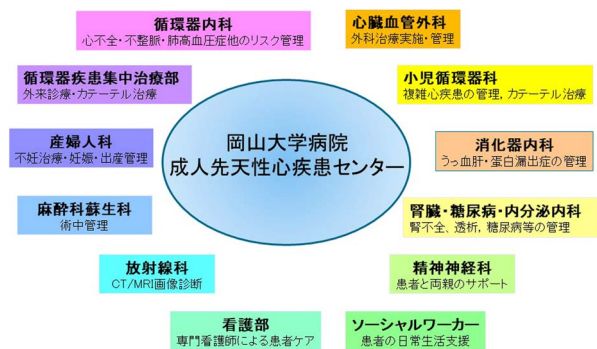 循環器内科
心不全・不整脈・肺高血圧症他のリスク管理
心臓血管外科
外科治療実施・管理
循環器疾患集中治療部
外来診療・カテーテル治療
小児循環器科
複雑心疾患の管理, カテーテル治療
岡山大学病院
成人先天性心疾患センター
産婦人科
不妊治療・妊娠・出産管理
消化器内科
うっ血肝・蛋白漏出症の管理
麻酔科蘇生科
術中管理
腎臓・糖尿病・内分泌内科
腎不全、透析, 糖尿病等の管理
放射線科
CT/MRI画像診断
精神神経科
患者と両親のサポート
看護部
専門看護師による患者ケア
ソーシャルワーカー
患者の日常生活支援